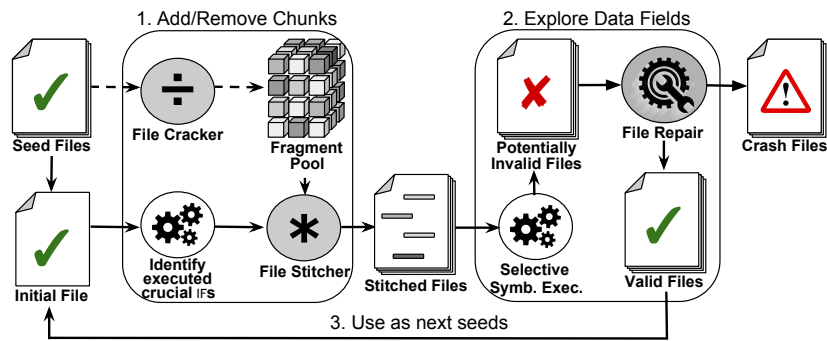 1. Add/Remove Chunks
2. Explore Data Fields
Seed Files
÷
File Cracker
Fragment
Pool
Potentially
Invalid Files
File Repair
Crash Files
!
Initial File
Identify
executed
crucial IFs
*
File Stitcher
Stitched Files
Selective
Symb. Exec.
Valid Files
3. Use as next seeds